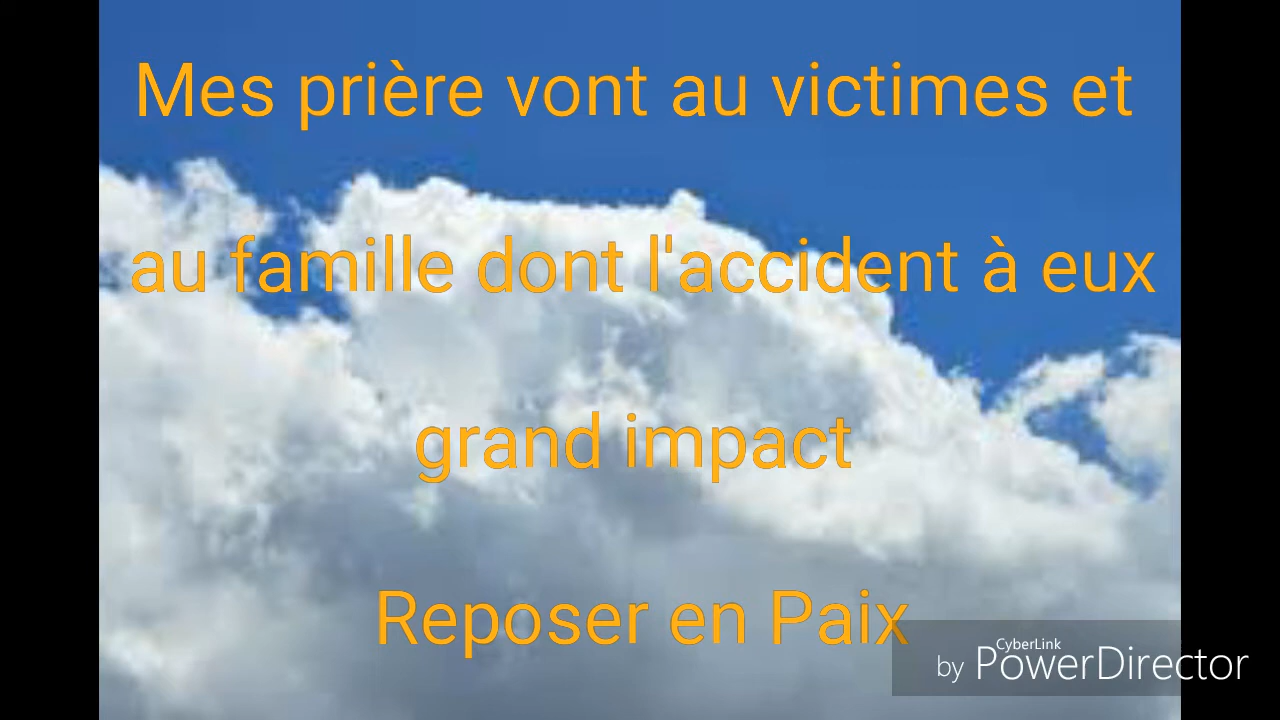 Mes prière vont au victimes et
au famille dont l'accident à eux
grand impact
Reposer en Paix
CyberLink
by PowerDirector